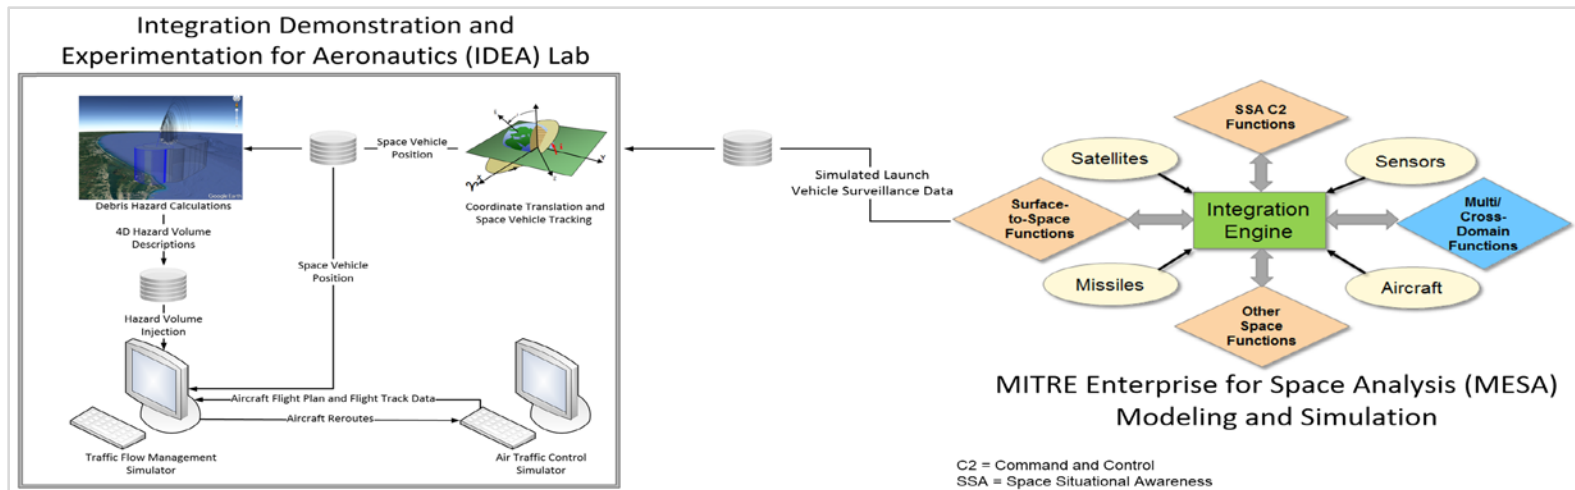 Integration Demonstration and
Experimentation for Aeronautics (IDEA) Lab
Google Earth
Debris Hazard Calculations
Space Vehicle
Position
X
Y
Z
Coordinate Translation and
Space Vehicle Tracking
4D Hazard Volume
Descriptions
Space Vehicle
Position
Hazard Volume
Injection
Aircraft Flight Plan and Flight Track Data
Aircraft Reroutes
Traffic Flow Management
Simulator
Air Traffic Control
Simulator
Simulated Launch
Vehicle Surveillance Data
SSA C2
Functions
Satellites
Sensors
Surface-
to-Space
Functions
Integration
Engine
Multi/
Cross-
Domain
Functions
Missiles
Aircraft
Other
Space
Functions
MITRE Enterprise for Space Analysis (MESA)
Modeling and Simulation
C2 = Command and Control
SSA = Space Situational Awareness